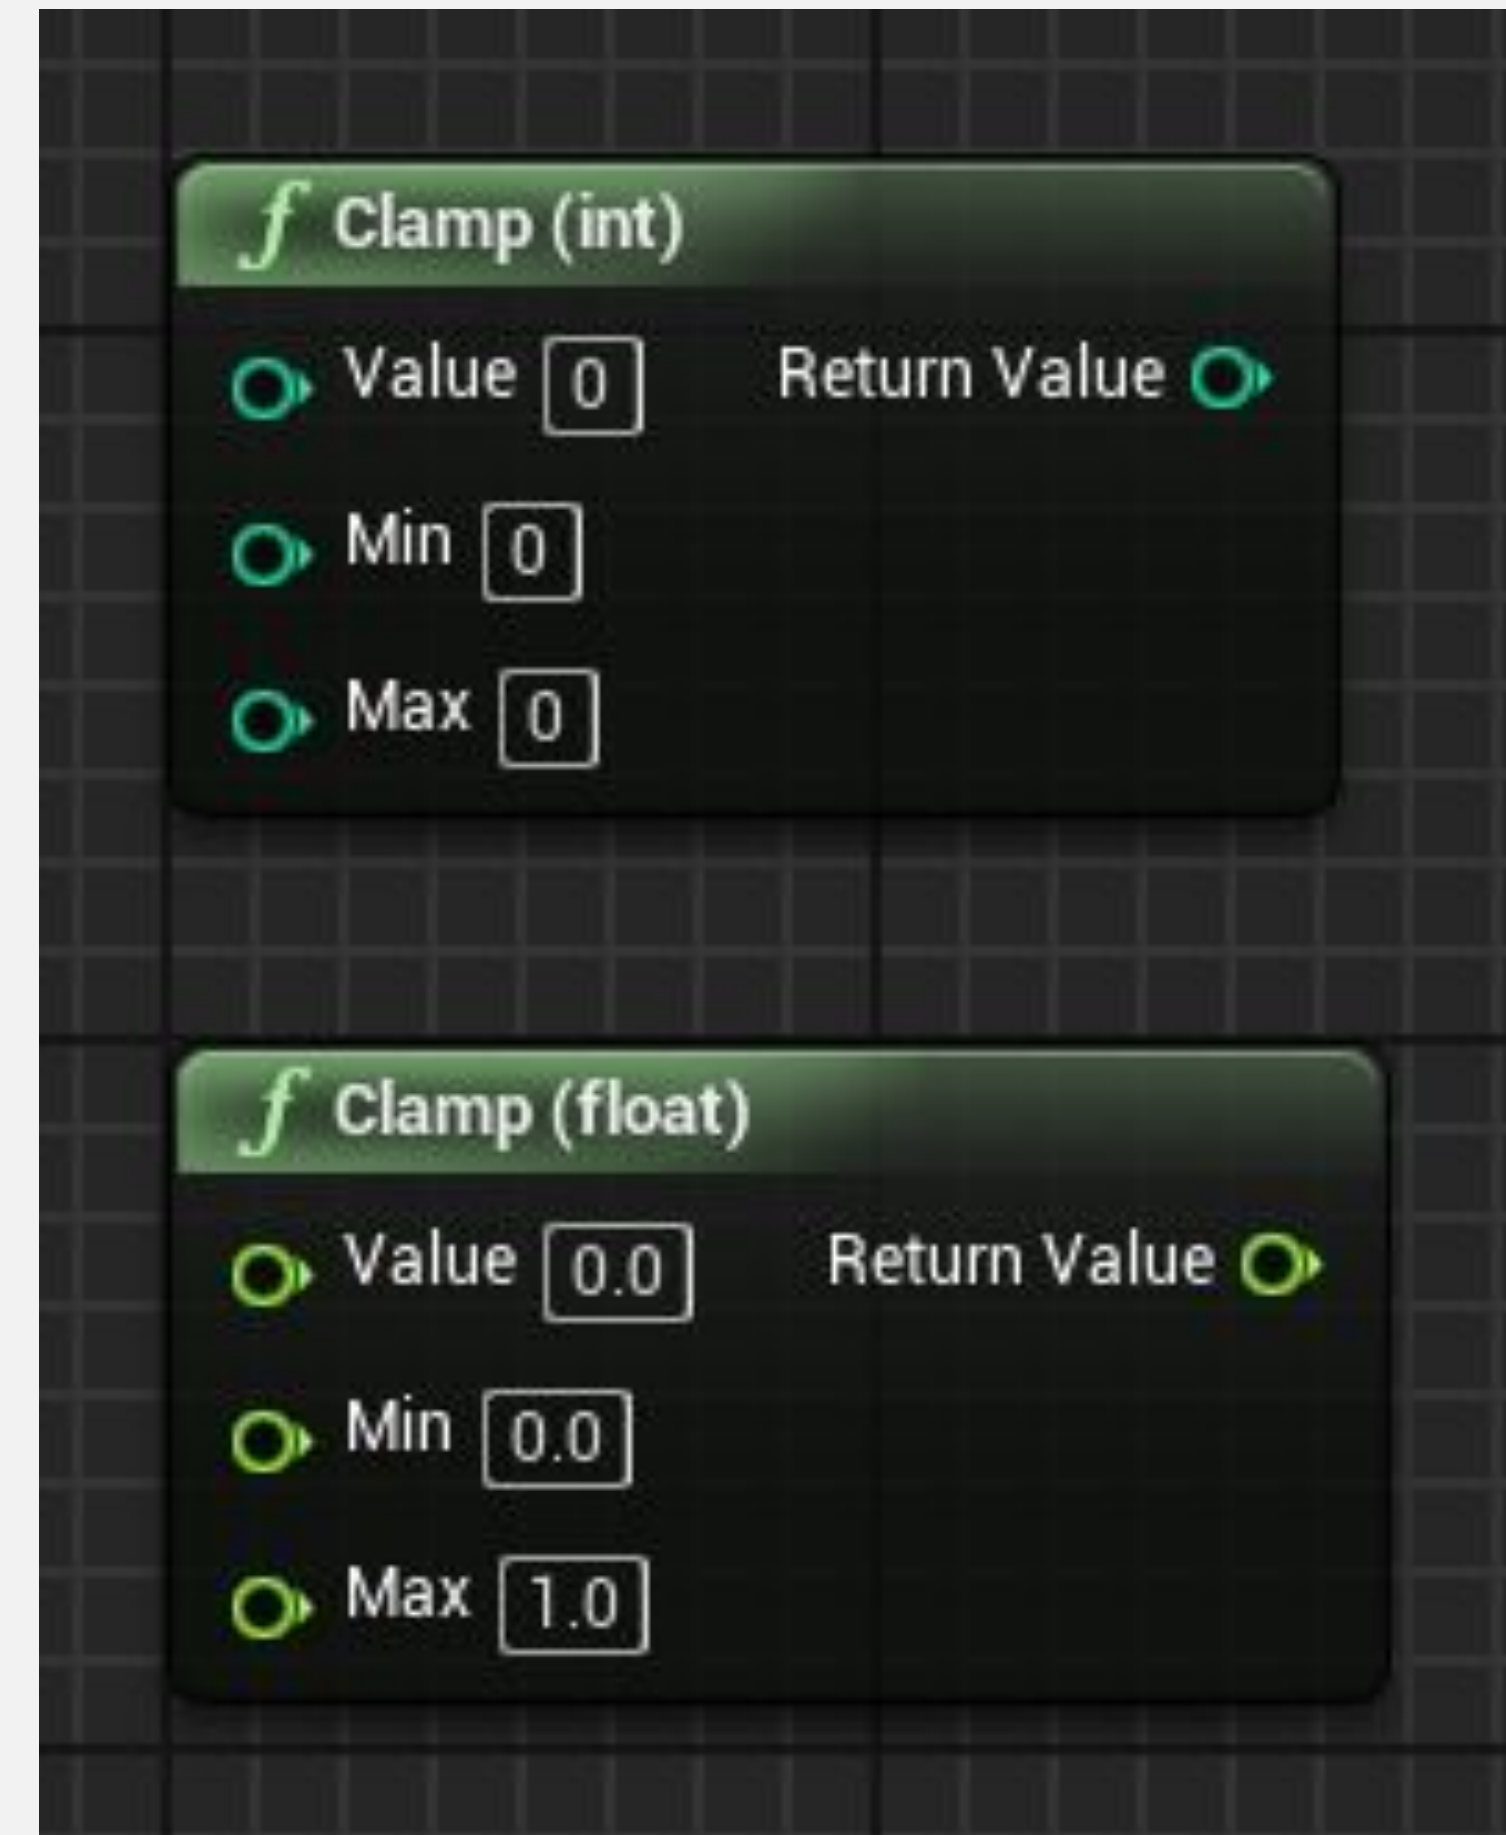 f Clamp (int)
Value 0 Return Value
Min 0
Max 0
f Clamp (float)
Value 0.0 Return Value
Min 0.0
Max 1.0